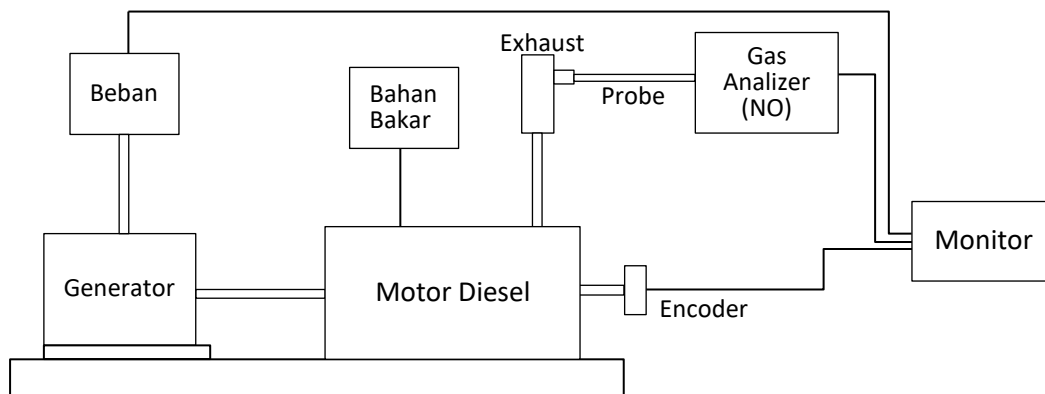 Exhaust
Beban
Bahan
Bakar
Gas
Analizer
(NO)
Probe
Monitor
Generator
Motor Diesel
Encoder